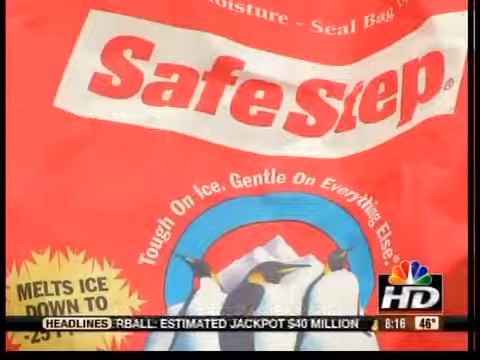 Moisture - Seal Bag
SafeStep®
Tough On Ice. Gentle On Everything Else.®
MELTS ICE
DOWN TO
HD
HEADLINES RBALL: ESTIMATED JACKPOT $40 MILLION 8:16 46°